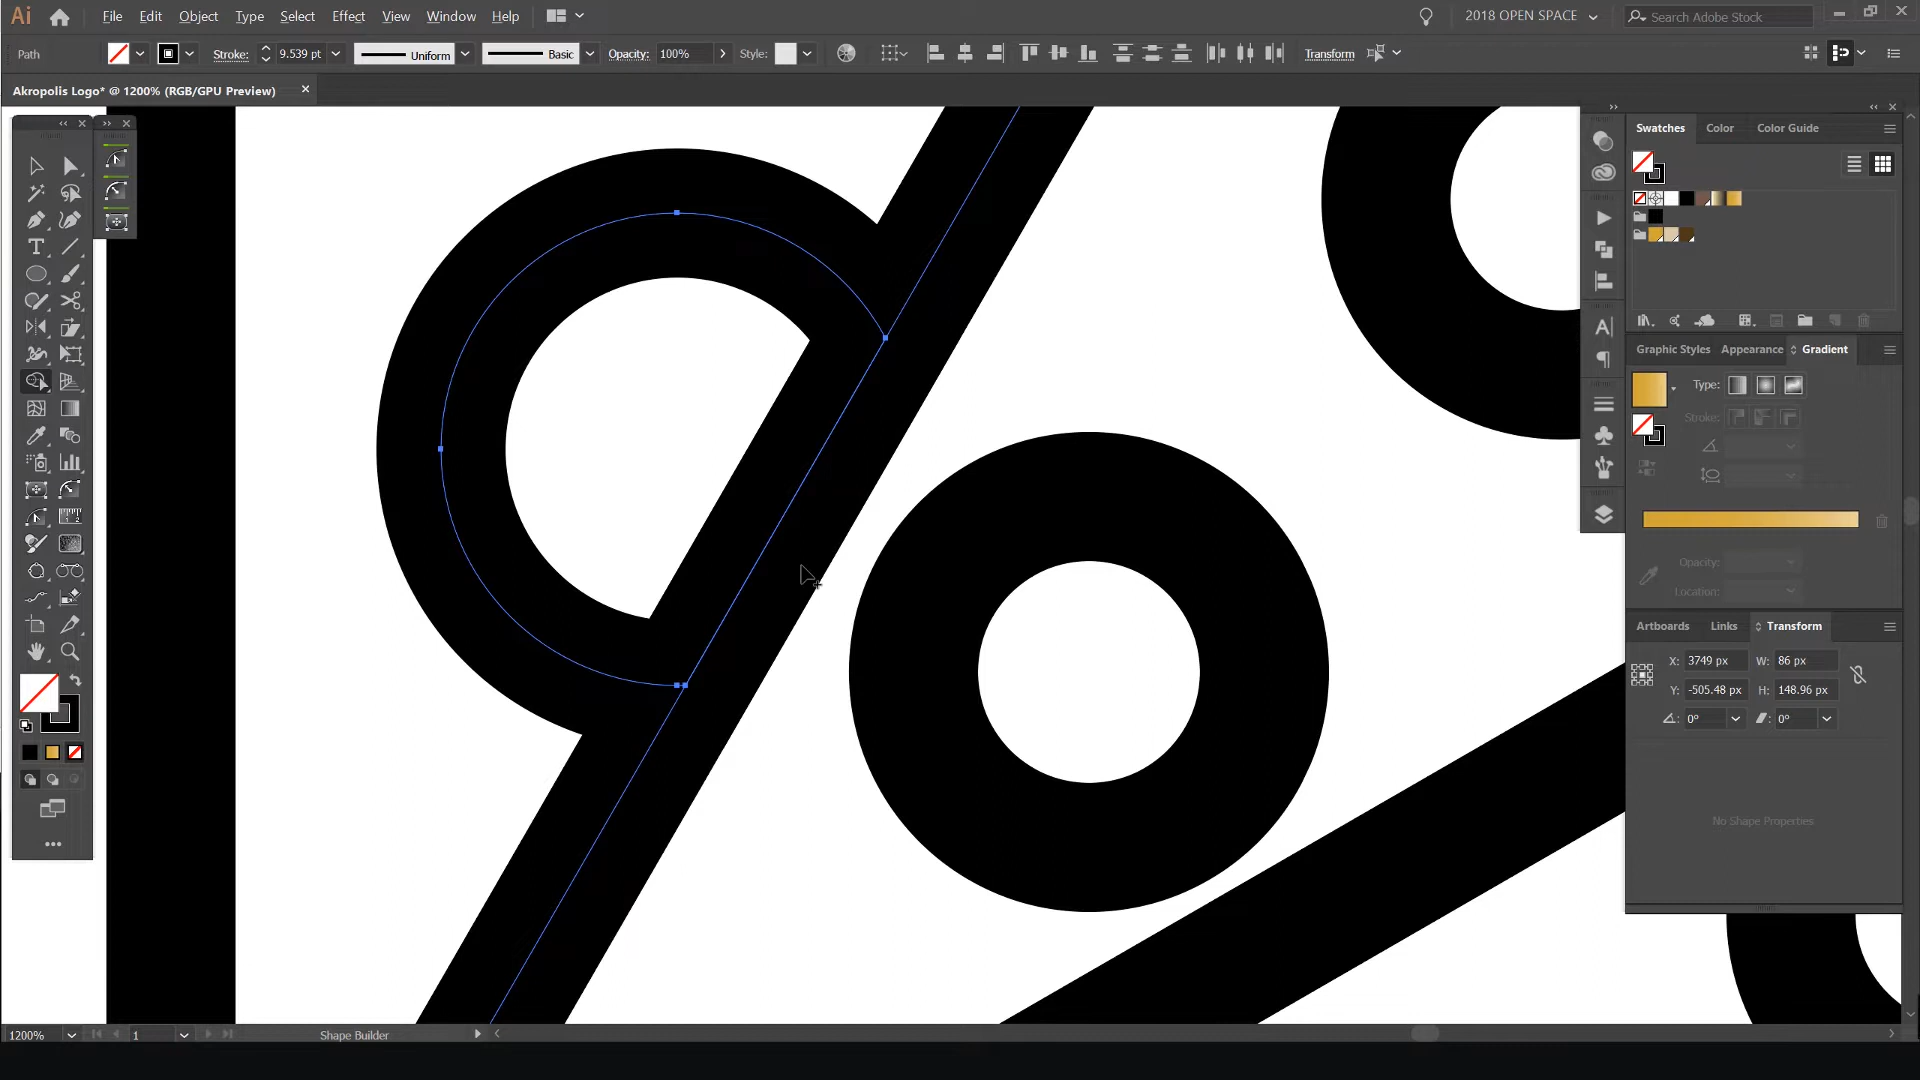 Ai File Edit Object Type Select Effect View Window Help 2018 OPEN SPACE Search Adobe Stock
Path Stroke: 9.539 pt Uniform Basic Opacity: 100% Style: Transform
Akropolis Logo* @ 1200% (RGB/GPU Preview)
Swatches Color Color Guide
Graphic Styles Appearance Gradient
Type:
Stroke:
Opacity:
Location:
Artboards Links Transform
X: 3749 px W: 86 px
Y: -505.48 px H: 148.96 px
0° 0°
No Shape Properties
1200% 1 Shape Builder